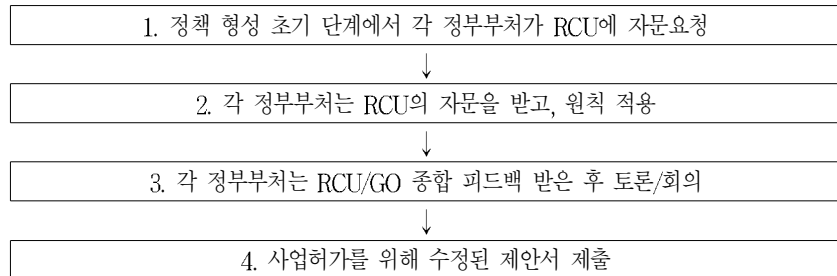 1. 정책 형성 초기 단계에서 각 정부부처가 RCU에 자문요청
↓
2. 각 정부부처는 RCU의 자문을 받고, 원칙 적용
↓
3. 각 정부부처는 RCU/GO 종합 피드백 받은 후 토론/회의
↓
4. 사업허가를 위해 수정된 제안서 제출